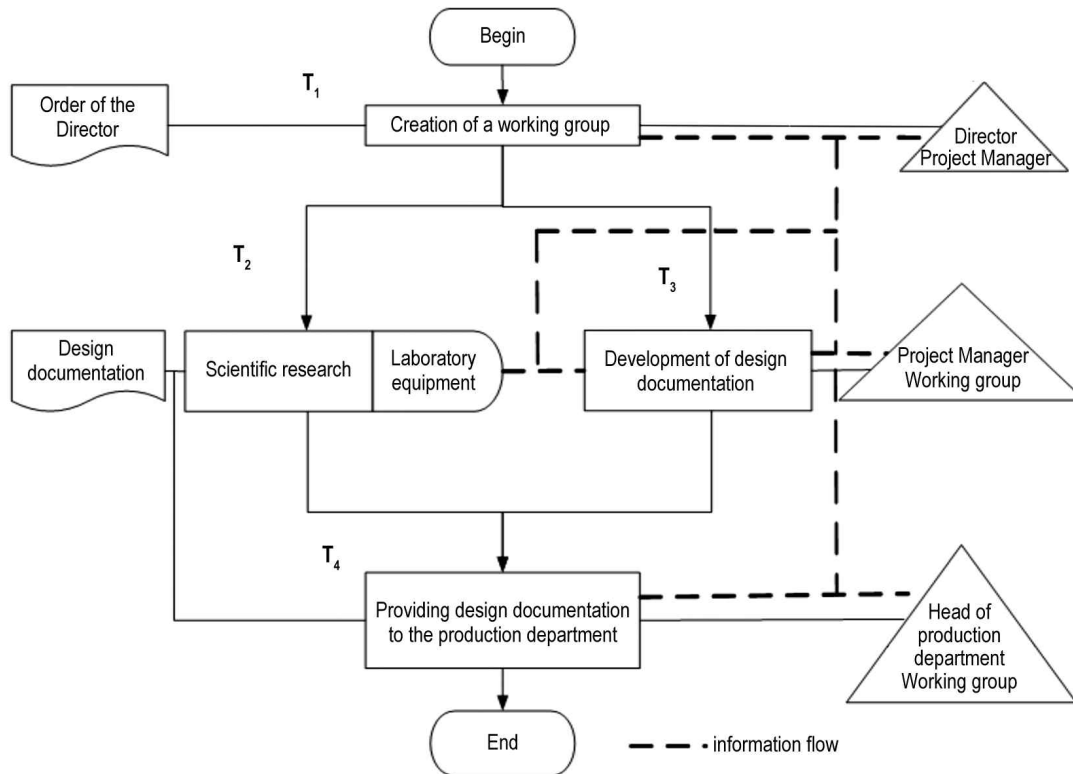 Begin
T1
Order of the
Director
Creation of a working group
Director
Project Manager
T2
T3
Design
documentation
Scientific research
Laboratory
equipment
Development of design
documentation
Project Manager
Working group
T4
Providing design documentation
to the production department
Head of
production
department
Working group
End
information flow